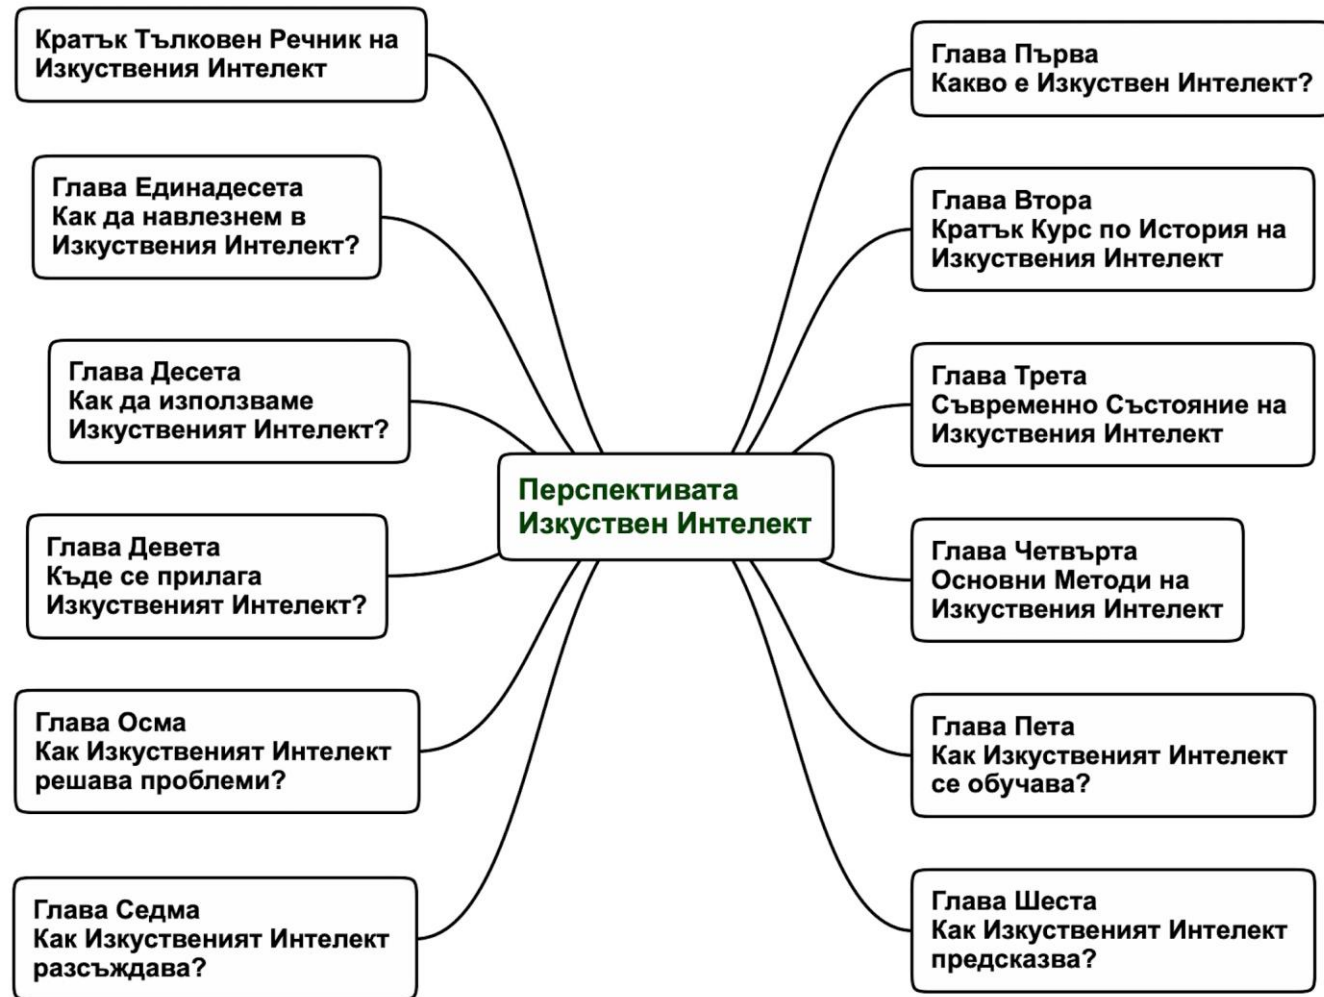 Перспективата
Изкуствен Интелект
Глава Първа
Какво е Изкуствен Интелект?
Глава Втора
Кратък Курс по История на
Изкуствения Интелект
Глава Трета
Съвременно Състояние на
Изкуствения Интелект
Глава Четвърта
Основни Методи на
Изкуствения Интелект
Глава Пета
Как Изкуственият Интелект
се обучава?
Глава Шеста
Как Изкуственият Интелект
предсказва?
Глава Седма
Как Изкуственият Интелект
разсъждава?
Глава Осма
Как Изкуственият Интелект
решава проблеми?
Глава Девета
Къде се прилага
Изкуственият Интелект?
Глава Десета
Как да използваме
Изкуственият Интелект?
Глава Единадесета
Как да навлезнем в
Изкуствения Интелект?
Кратък Тълковен Речник на
Изкуствения Интелект